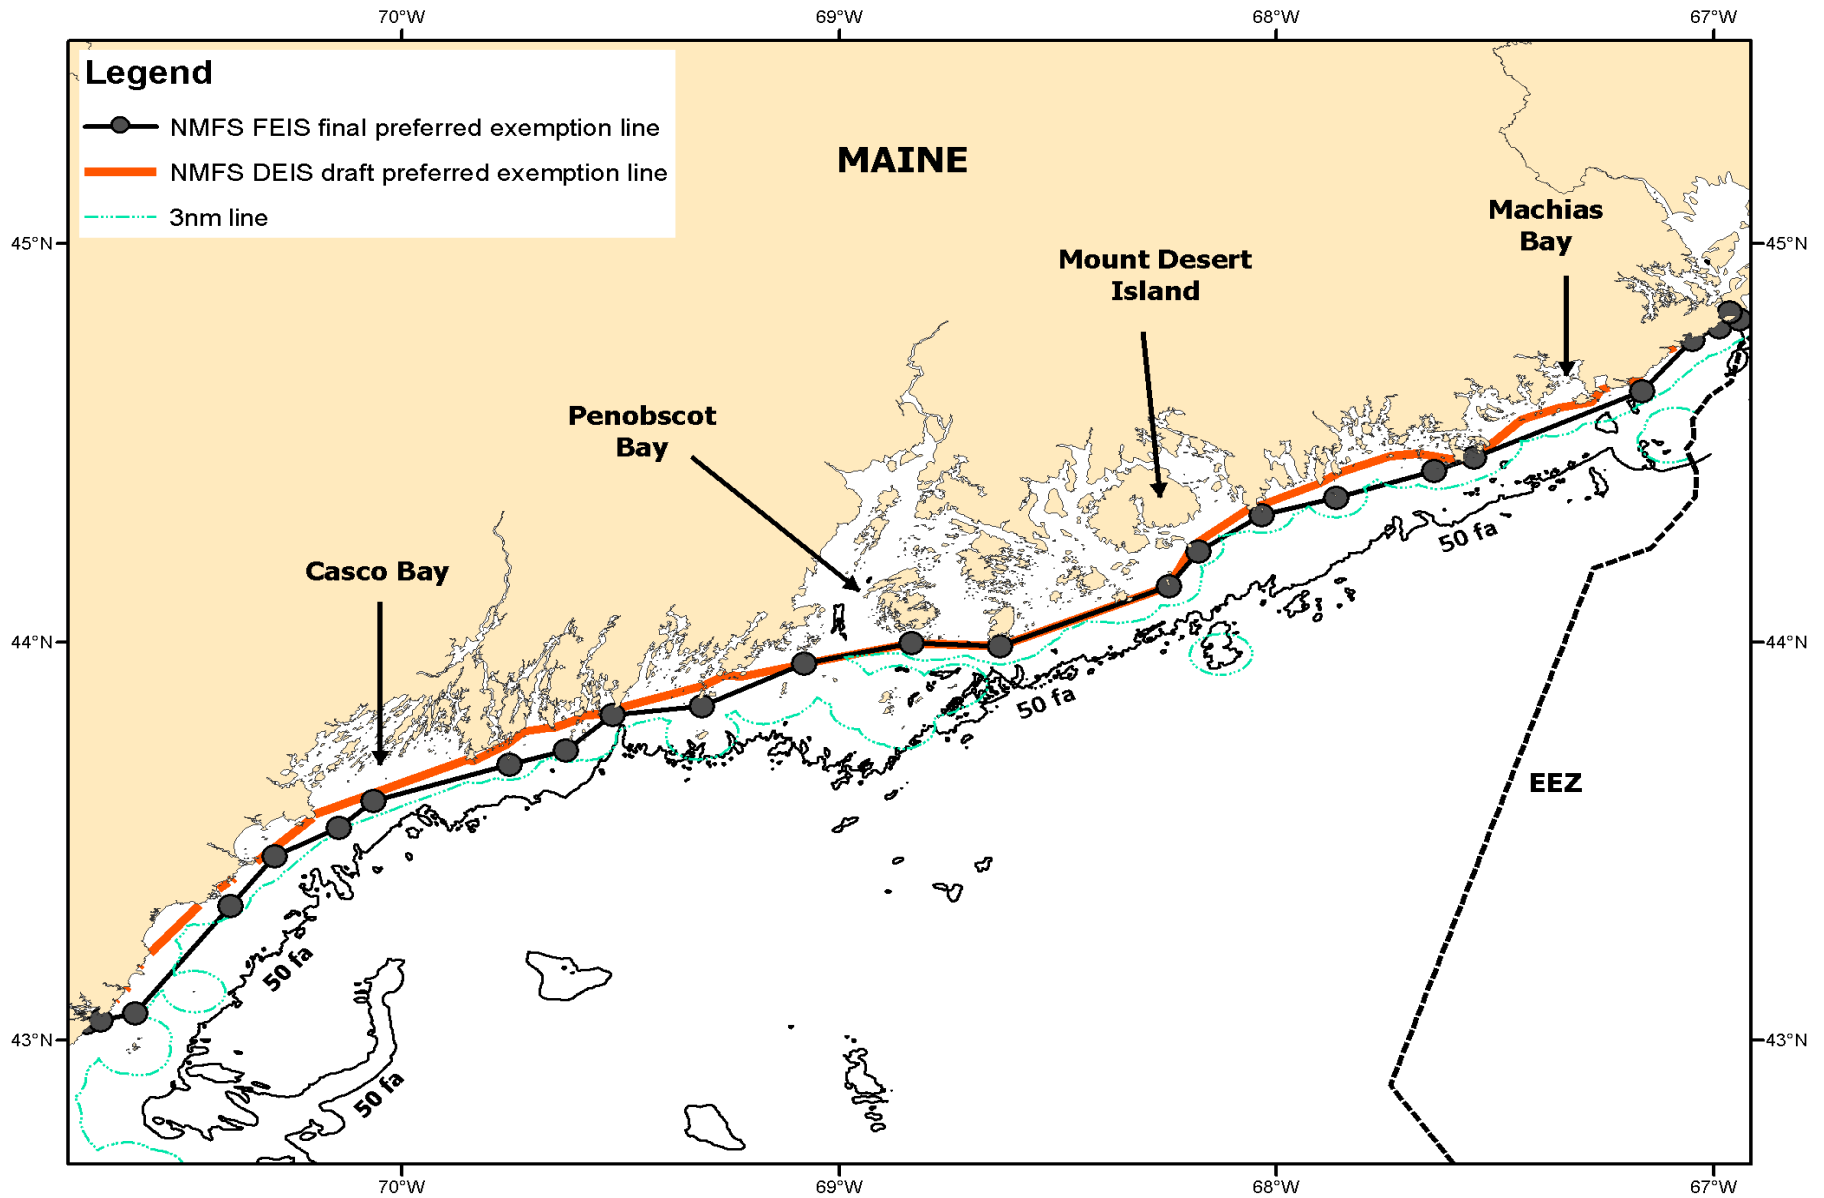 70°W
69°W
68°W
67°W
Legend
NMFS FEIS final preferred exemption line
NMFS DEIS draft preferred exemption line
3nm line
MAINE
Machias
Bay
45°N
45°N
Mount Desert
Island
Penobscot
Bay
50 fa
Casco Bay
44°N
44°N
50 fa
EEZ
50 fa
43°N
43°N
50 fa
70°W
69°W
68°W
67°W